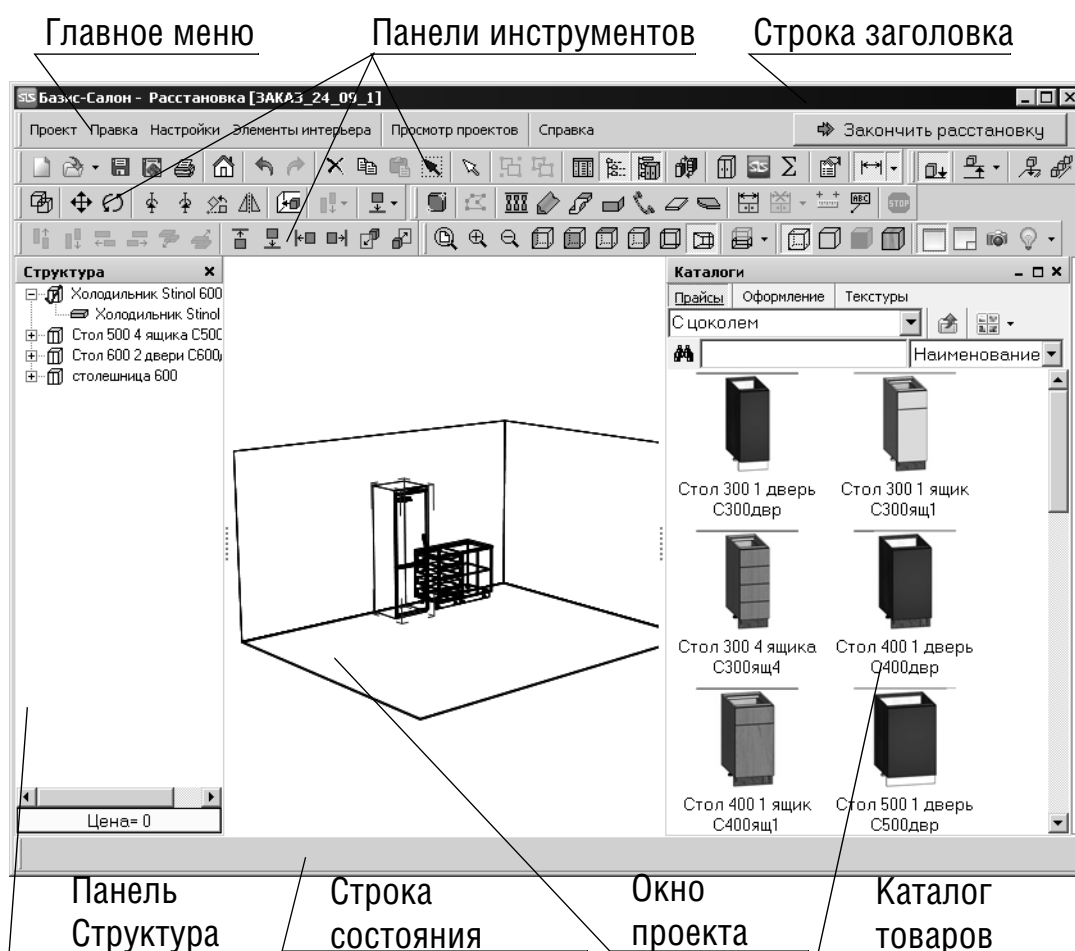 Главное меню
Панели инструментов
Строка заголовка
SLS Базис-Салон - Расстановка [ЗАКАЗ_24_09_1]
Проект Правка Настройки Элементы интерьера Просмотр проектов Справка Закончить расстановку
ABC
STOP
Структура
Холодильник Stinol 600
Холодильник Stinol
Стол 500 4 ящика С500
Стол 600 2 двери С600
столешница 600
Цена= 0
Каталоги
Прайсы Оформление Текстуры
С цоколем
Наименование
Стол 300 1 дверь
С300двр
Стол 300 1 ящик
С300ящ1
Стол 300 4 ящика
С300ящ4
Стол 400 1 дверь
С400двр
Стол 400 1 ящик
С400ящ1
Стол 500 1 дверь
С500двр
Панель
Структура
Строка
состояния
Окно
проекта
Каталог
товаров